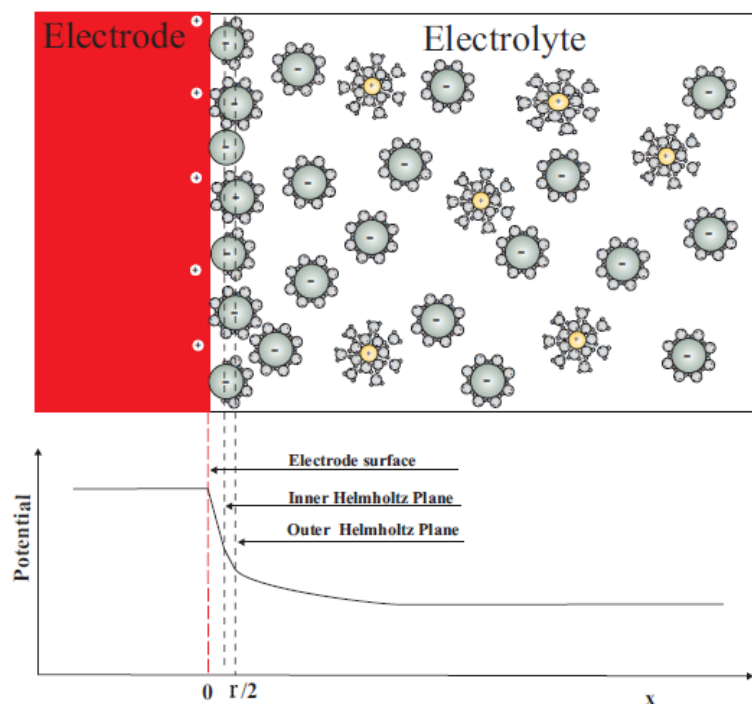 Electrode
Electrolyte
Electrode surface
Inner Helmholtz Plane
Outer Helmholtz Plane
Potential
0
r/2
x